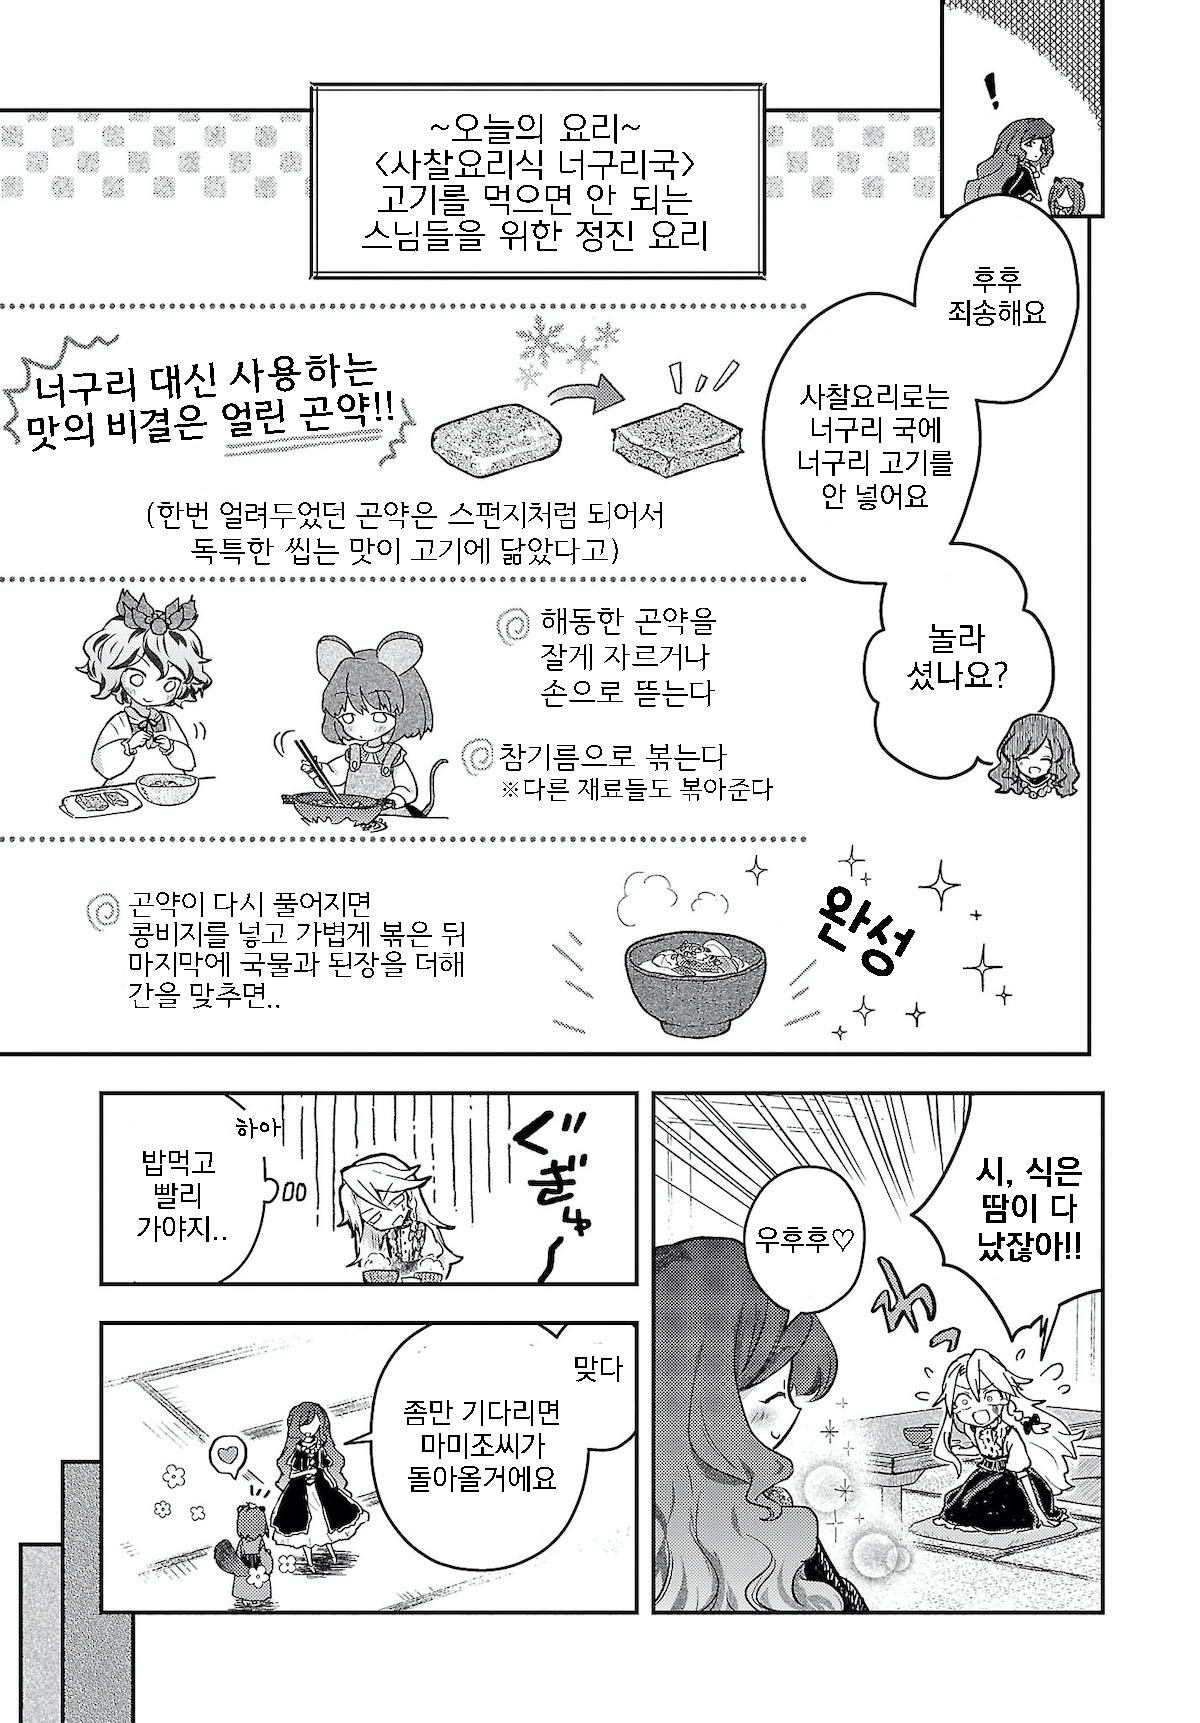 !
~오늘의 요리~
<사찰요리식 너구리국>
고기를 먹으면 안 되는
스님들을 위한 정진 요리
후후
죄송해요
사찰요리로는
너구리 국에
너구리 고기를
안 넣어요
놀라
셨나요?
너구리 대신 사용하는
맛의 비결은 얼린 곤약!!
(한번 얼려두었던 곤약은 스펀지처럼 되어서
독특한 씹는 맛이 고기에 닮았다고)
해동한 곤약을
잘게 자르거나
손으로 뜯는다
참기름으로 볶는다
※다른 재료들도 볶아준다
곤약이 다시 풀어지면
콩비지를 넣고 가볍게 볶은 뒤
마지막에 국물과 된장을 더해
간을 맞추면..
완성
시, 식은
땀이 다
났잖아!!
우후후♡
わっ
하아
밥먹고
빨리
가야지..
ぐぎゅー
맞다
좀만 기다리면
마미조씨가
돌아올거에요